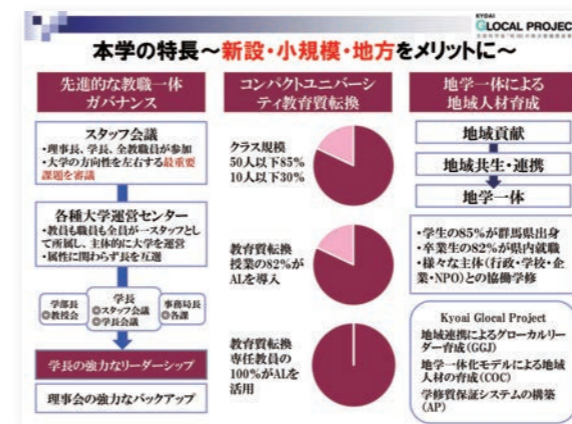 KYOAI
GLOCAL PROJECT
本学の特長～新設・小規模・地方をメリットに～
先進的な教職一体
ガバナンス
スタッフ会議
・理事長、学長、全教職員が参加
・大学の方向性を左右する最重要
課題を審議
各種大学運営センター
・教員も職員も全員が一スタッフとし
て所属し、主体的に大学を運営
・属性に関わらず長を互選
学部長
◎教授会
学長
◎スタッフ会議
◎学長会議
事務局長
◎各課
学長の強力なリーダーシップ
理事会の強力なバックアップ
コンパクトユニバーシ
ティ教育質転換
クラス規模
50人以下85%
10人以下30%
教育質転換
授業の82%が
ALを導入
教育質転換
専任教員の
100%がALを
活用
地学一体による
地域人材育成
地域貢献
地域共生・連携
地学一体
・学生の85%が群馬県出身
・卒業生の82%が県内就職
・様々な主体(行政・学校・企
業・NPO)との協働学修
Kyoai Glocal Project
地域連携によるグローカルリー
ダー育成(GGJ)
地学一体化モデルによる地域
人材の育成(COC)
学修質保証システムの構築
(AP)